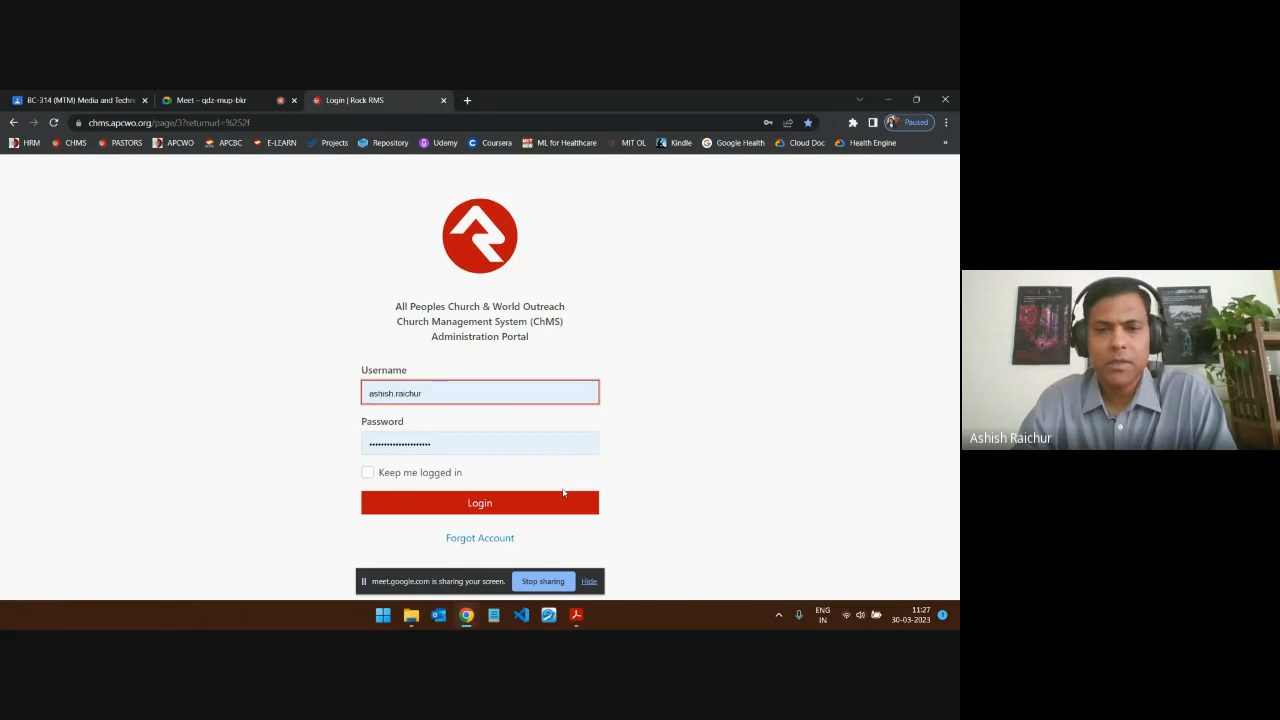 BC-314 (MTM) Media and Techn
Meet – qdz-mup-bkr
Login | Rock RMS
chms.apcwo.org/page/3?returnurl=%252f
Paused
HRM
CHMS
PASTORS
APCWO
APCBC
E-LEARN
Projects
Repository
Udemy
Coursera
ML for Healthcare
MIT OL
Kindle
Google Health
Cloud Doc
Health Engine
»
All Peoples Church & World Outreach
Church Management System (ChMS)
Administration Portal
Username
ashish.raichur
Password
Keep me logged in
Login
Forgot Account
meet.google.com is sharing your screen.
Stop sharing
Hide
ENG
IN
11:27
30-03-2023
1
Ashish Raichur